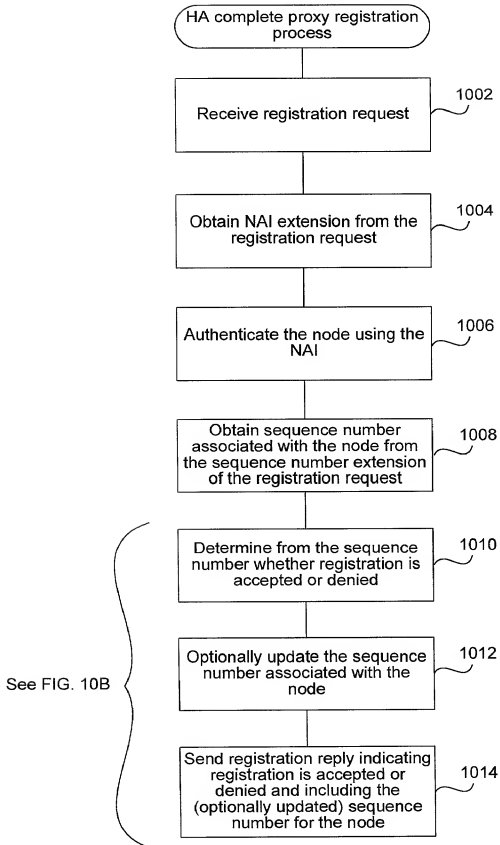 HA complete proxy registration
process
Receive registration request
1002
Obtain NAI extension from the
registration request
1004
Authenticate the node using the
NAI
1006
Obtain sequence number
associated with the node from
the sequence number extension
of the registration request
1008
Determine from the sequence
number whether registration is
accepted or denied
1010
Optionally update the sequence
number associated with the
node
1012
See FIG. 10B
Send registration reply indicating
registration is accepted or
denied and including the
(optionally updated) sequence
number for the node
1014